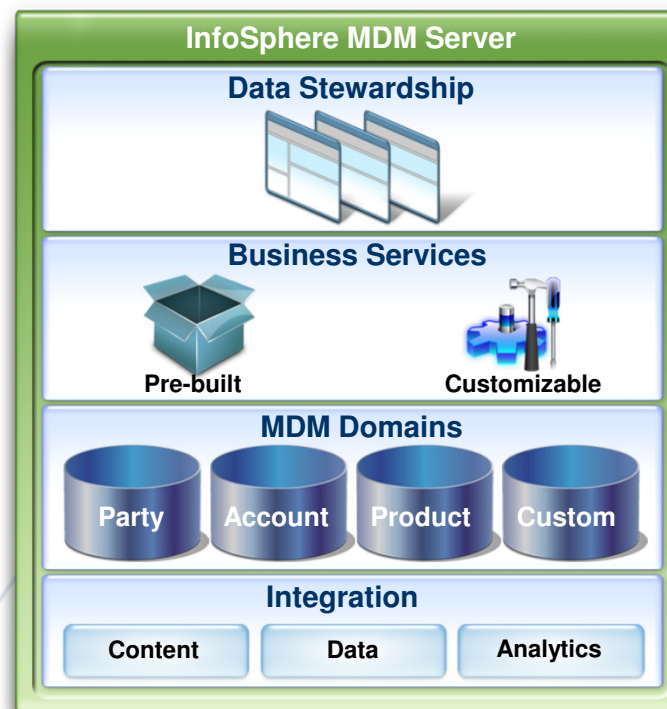 InfoSphere MDM Server
Data Stewardship
Business Services
Pre-built Customizable
MDM Domains
Party Account Product Custom
Integration
Content Data Analytics